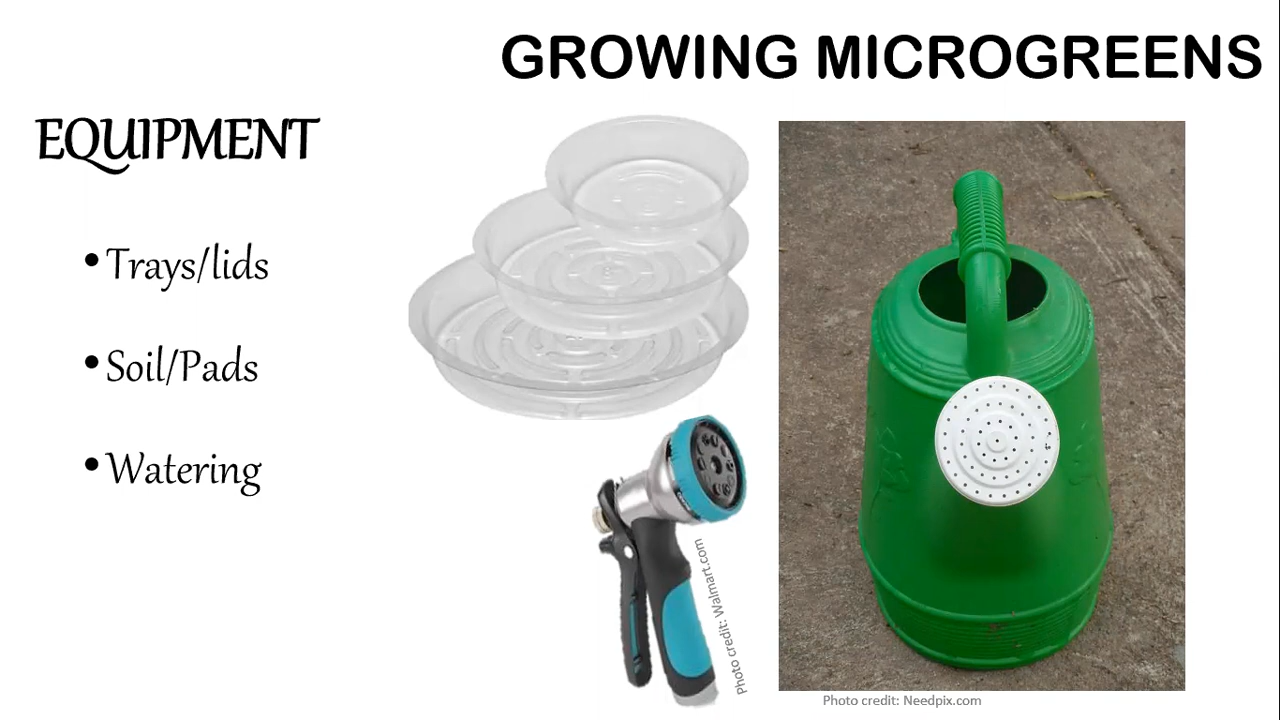 GROWING MICROGREENS
EQUIPMENT
•Trays/lids
•Soil/Pads
•Watering
Photo credit: Walmart.com
Photo credit: Needpix.com